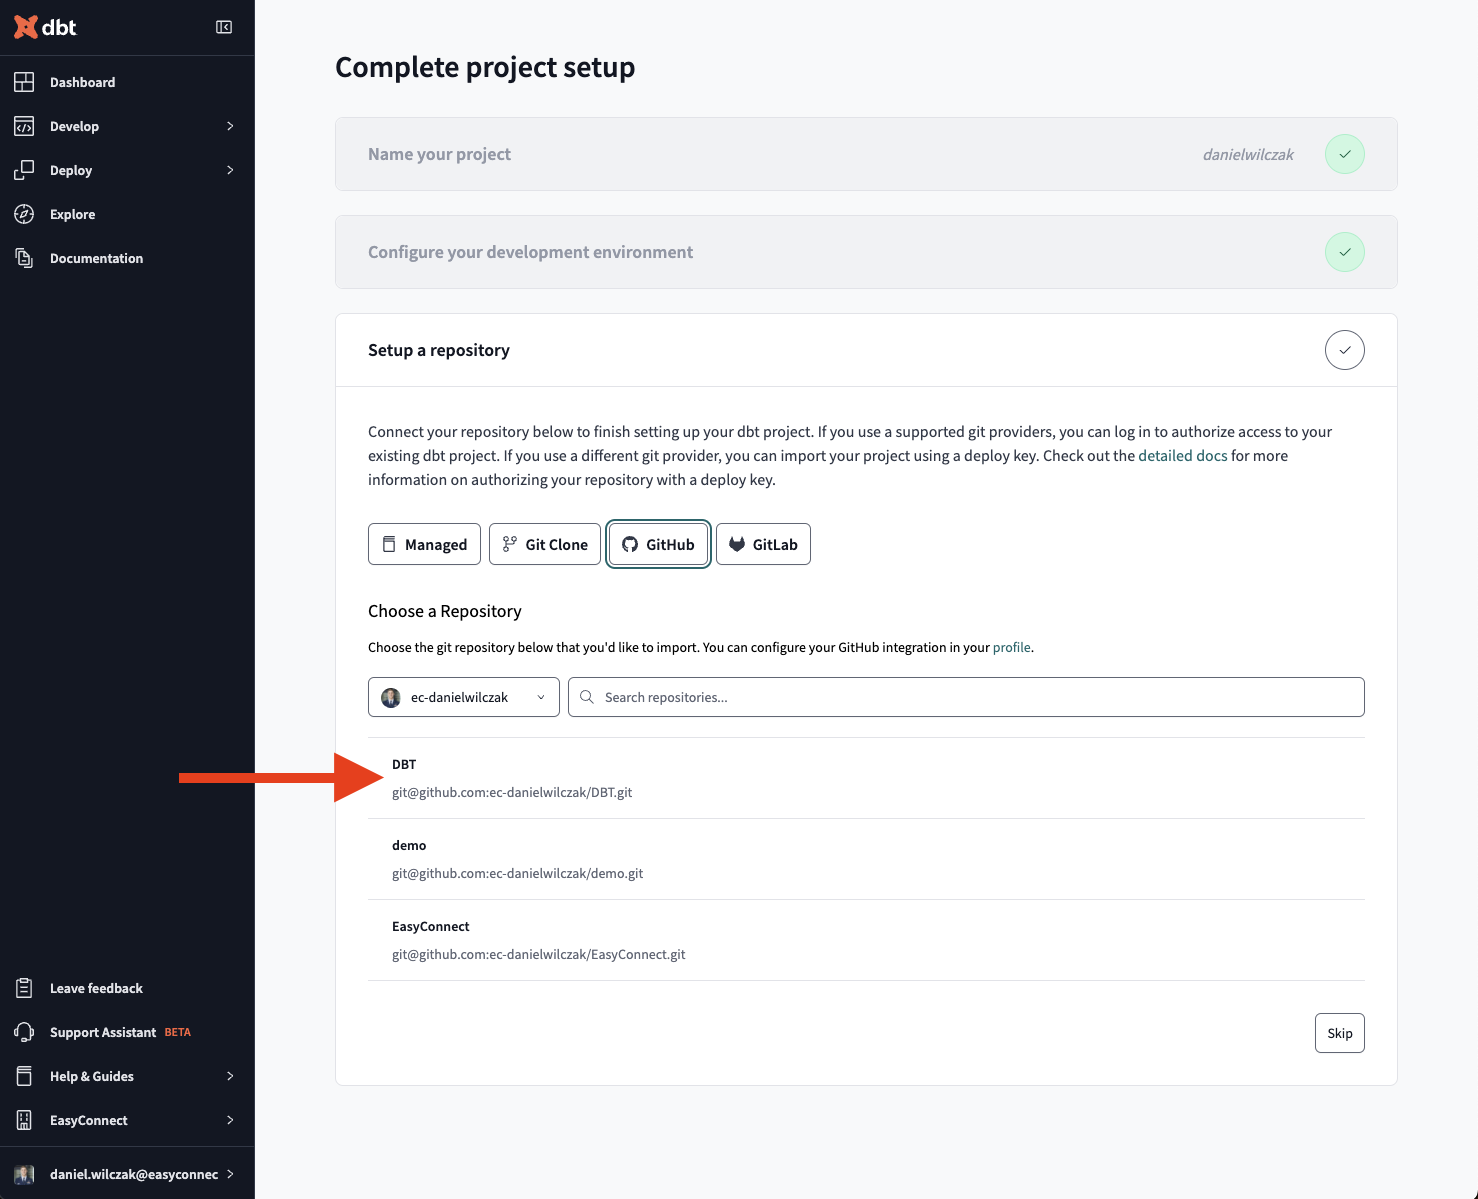 dbt
Dashboard
Develop
Deploy
Explore
Documentation
Leave feedback
Support Assistant BETA
Help & Guides
EasyConnect
daniel.wilczak@easyconnec
Complete project setup
Name your project
danielwilczak
Configure your development environment
Setup a repository
Connect your repository below to finish setting up your dbt project. If you use a supported git providers, you can log in to authorize access to your
existing dbt project. If you use a different git provider, you can import your project using a deploy key. Check out the detailed docs for more
information on authorizing your repository with a deploy key.
Managed
Git Clone
GitHub
GitLab
Choose a Repository
Choose the git repository below that you'd like to import. You can configure your GitHub integration in your profile.
ec-danielwilczak
Search repositories...
DBT
git@github.com:ec-danielwilczak/DBT.git
demo
git@github.com:ec-danielwilczak/demo.git
EasyConnect
git@github.com:ec-danielwilczak/EasyConnect.git
Skip